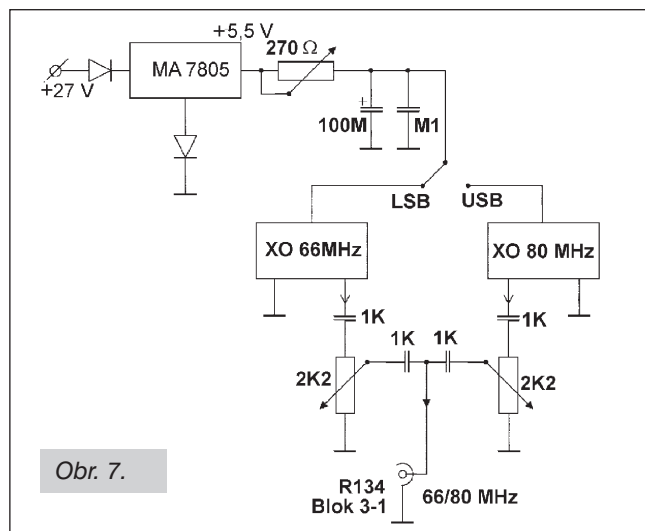 +5,5 V
270 Ω
MA 7805
+27 V
+
100M
M1
LSB
USB
XO 66MHz
XO 80 MHz
1K
1K
1K
1K
2K2
2K2
Obr. 7.
R134
Blok 3-1
66/80 MHz